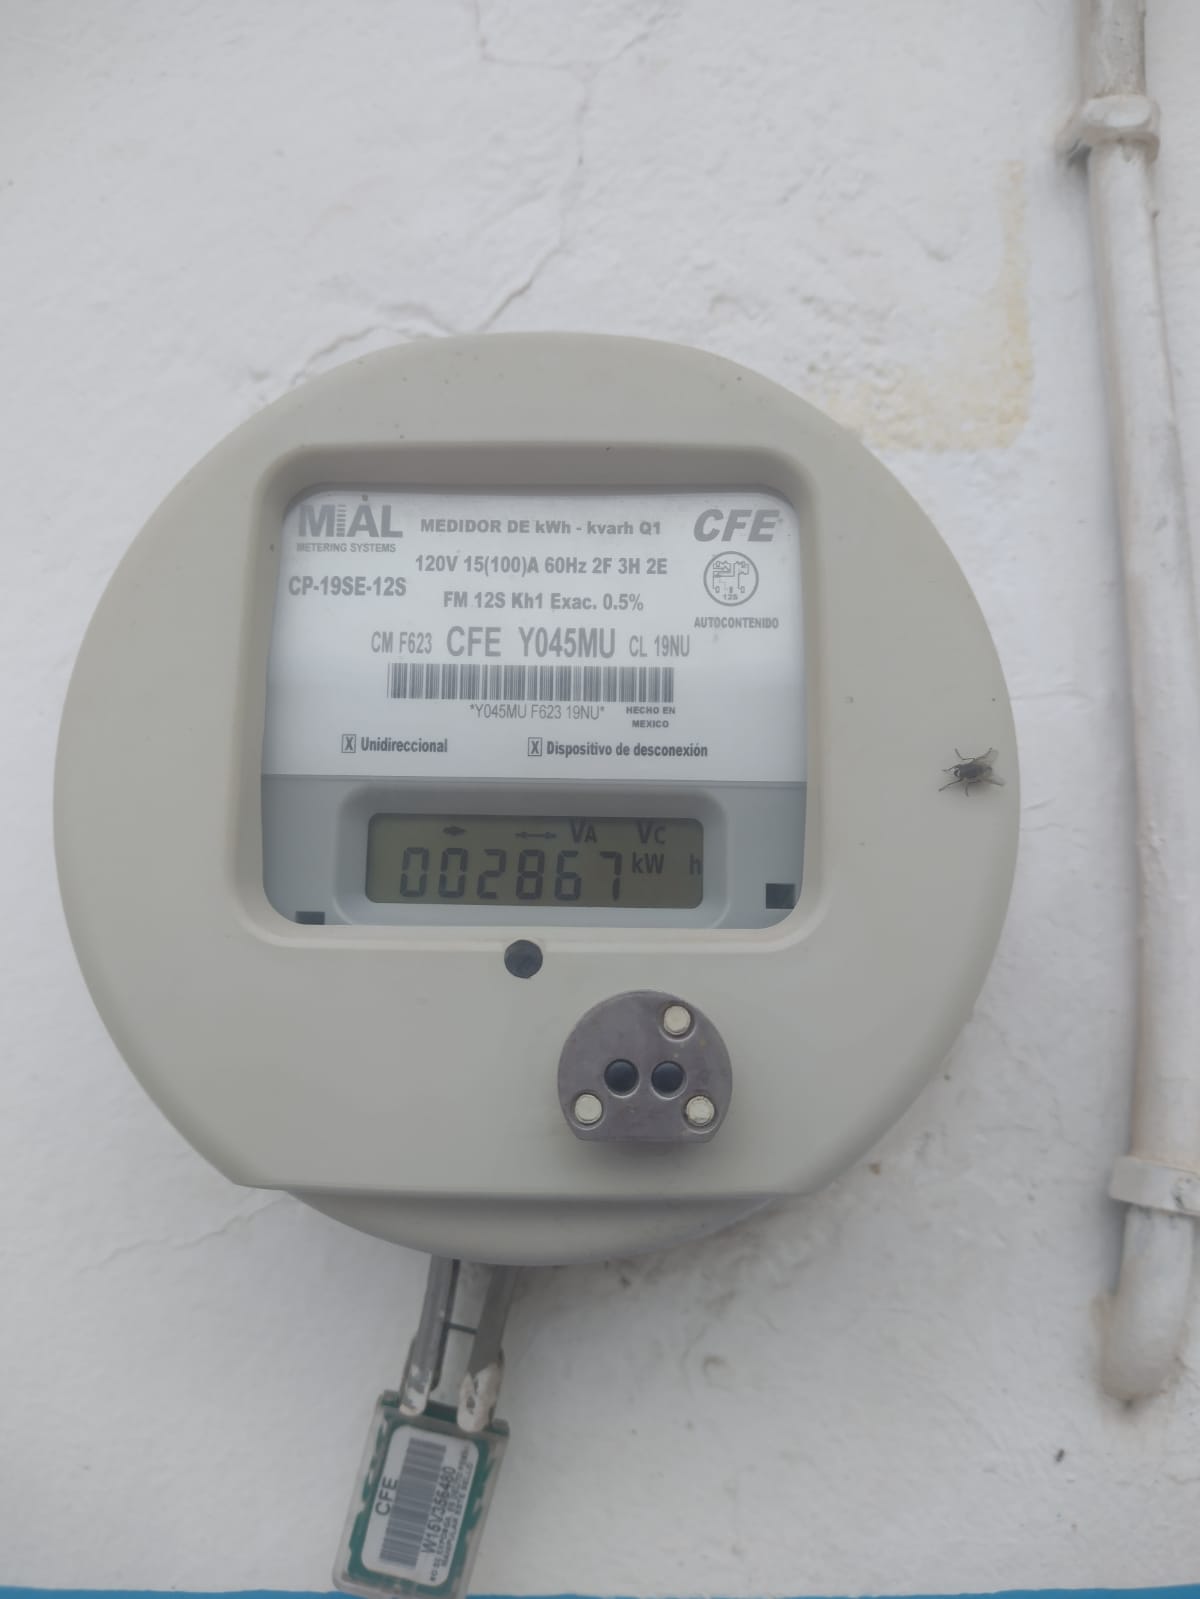 MIAL
METERING SYSTEMS
MEDIDOR DE kWh - kvarh Q1
CFE
120V 15(100)A 60Hz 2F 3H 2E
CP-19SE-12S
FM 12S Kh1 Exac. 0.5%
12S
AUTOCONTENIDO
CM F623 CFE Y045MU CL 19NU
*Y045MU F623 19NU*
HECHO EN
MEXICO
X Unidireccional
X Dispositivo de desconexión
VA VC
002867 kW h
CFE
W15V356480